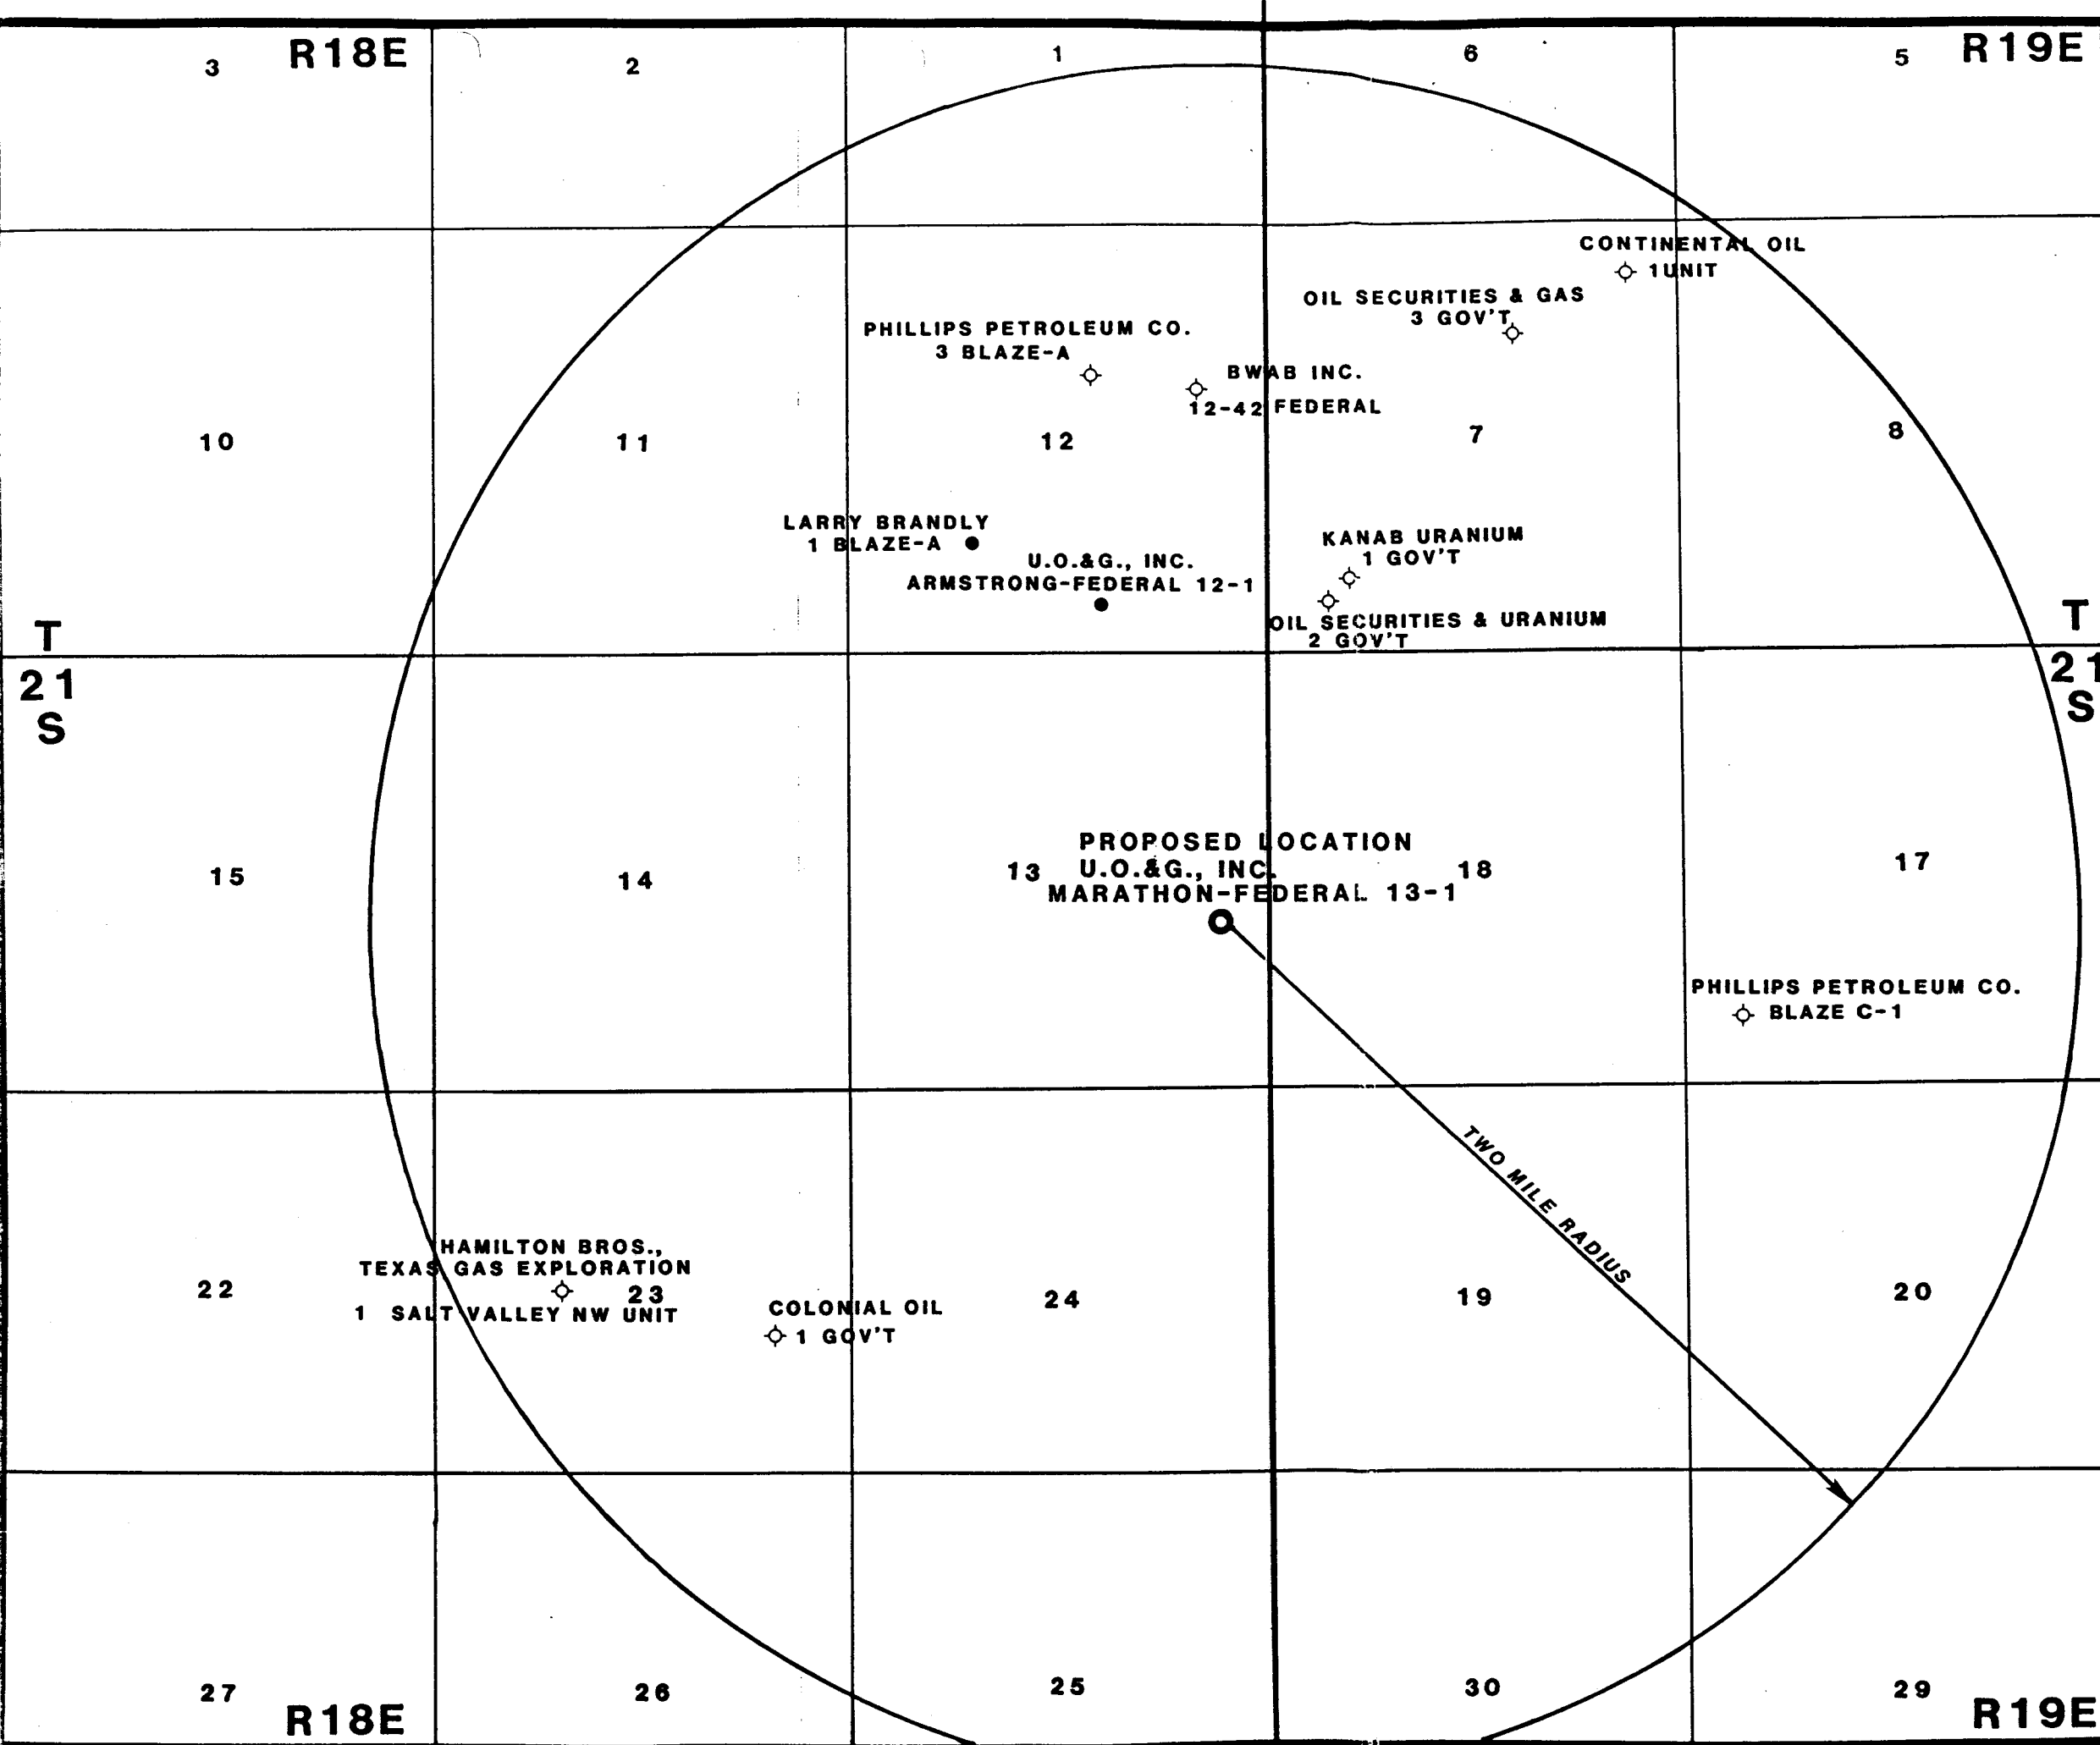 R18E
R19E
3
2
1
6
5
CONTINENTAL OIL
1 UNIT
OIL SECURITIES & GAS
3 GOV'T
PHILLIPS PETROLEUM CO.
3 BLAZE-A
BWAB INC.
12-42 FEDERAL
10
11
12
7
8
LARRY BRANDLY
1 BLAZE-A
U.O.&G., INC.
ARMSTRONG-FEDERAL 12-1
KANAB URANIUM
1 GOV'T
OIL SECURITIES & URANIUM
2 GOV'T
T
21
S
T
21
S
PROPOSED LOCATION
U.O.&G., INC.
MARATHON-FEDERAL 13-1
15
14
13
18
17
PHILLIPS PETROLEUM CO.
BLAZE C-1
TWO MILE RADIUS
HAMILTON BROS.,
TEXAS GAS EXPLORATION
1 SALT VALLEY NW UNIT
22
23
COLONIAL OIL
1 GOV'T
24
19
20
27
26
25
30
29
R18E
R19E